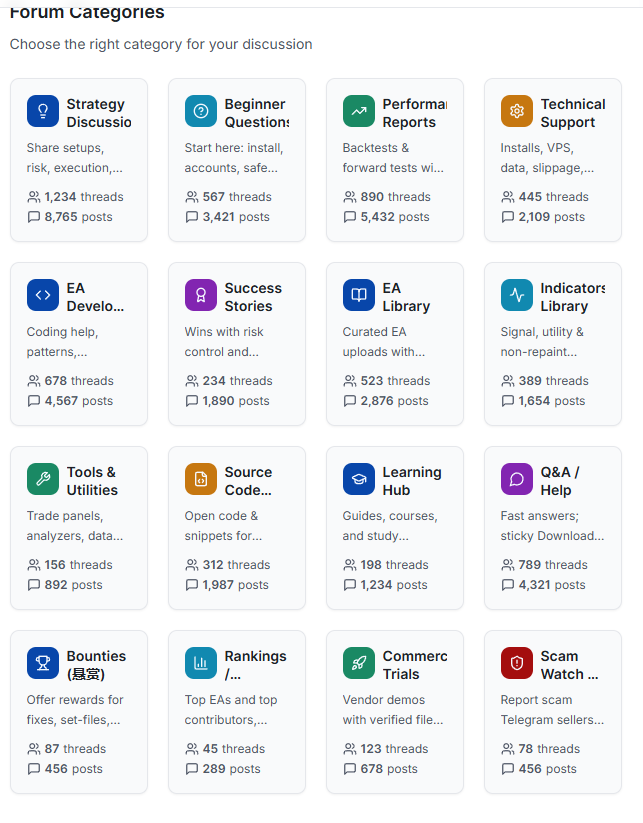 Forum Categories
Choose the right category for your discussion
Strategy
Discussio
Share setups,
risk, execution,...
1,234 threads
8,765 posts
Beginner
Questions
Start here: install,
accounts, safe...
567 threads
3,421 posts
Performan
Reports
Backtests &
forward tests wi...
890 threads
5,432 posts
Technical
Support
Installs, VPS,
data, slippage,...
445 threads
2,109 posts
EA
Develo...
Coding help,
patterns,...
678 threads
4,567 posts
Success
Stories
Wins with risk
control and...
234 threads
1,890 posts
EA
Library
Curated EA
uploads with...
523 threads
2,876 posts
Indicators
Library
Signal, utility &
non-repaint...
389 threads
1,654 posts
Tools &
Utilities
Trade panels,
analyzers, data...
156 threads
892 posts
Source
Code...
Open code &
snippets for...
312 threads
1,987 posts
Learning
Hub
Guides, courses,
and study...
198 threads
1,234 posts
Q&A /
Help
Fast answers;
sticky Download...
789 threads
4,321 posts
Bounties
(悬赏)
Offer rewards for
fixes, set-files,...
87 threads
456 posts
Rankings
/...
Top EAs and top
contributors,...
45 threads
289 posts
Commerc
Trials
Vendor demos
with verified file...
123 threads
678 posts
Scam
Watch ...
Report scam
Telegram sellers...
78 threads
456 posts